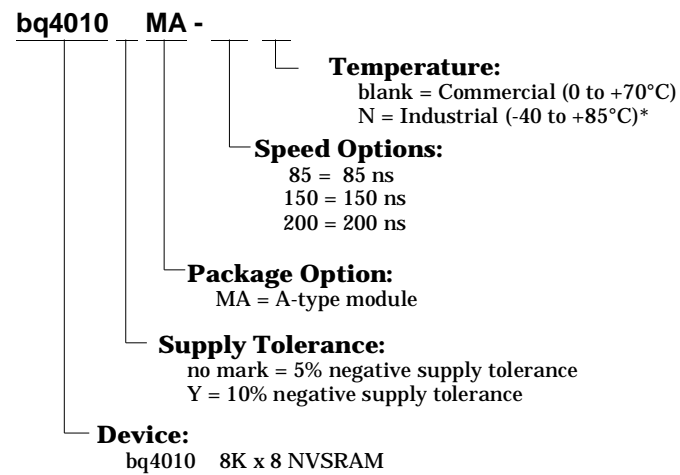 bq4010 MA -
Temperature:
blank = Commercial (0 to +70°C)
N = Industrial (-40 to +85°C)*
Speed Options:
85 = 85 ns
150 = 150 ns
200 = 200 ns
Package Option:
MA = A-type module
Supply Tolerance:
no mark = 5% negative supply tolerance
Y = 10% negative supply tolerance
Device:
bq4010 8K x 8 NVSRAM